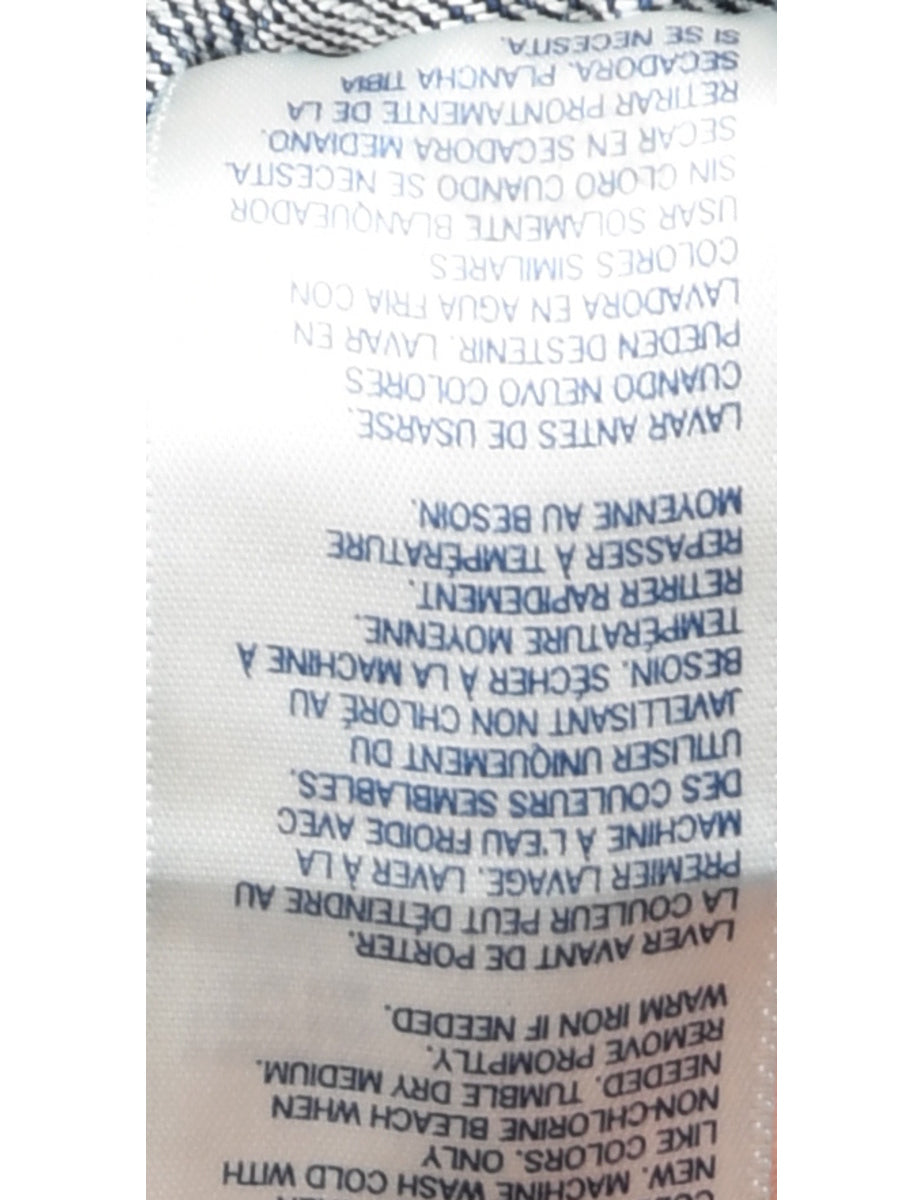 NEW. MACHINE WASH COLD WITH
LIKE COLORS. ONLY
NON-CHLORINE BLEACH WHEN
NEEDED. TUMBLE DRY MEDIUM.
REMOVE PROMPTLY.
WARM IRON IF NEEDED.
LAVER AVANT DE PORTER.
LA COULEUR PEUT DÉTEINDRE AU
PREMIER LAVAGE. LAVER À LA
MACHINE À L'EAU FROIDE AVEC
DES COULEURS SEMBLABLES.
UTILISER UNIQUEMENT DU
JAVELLISANT NON CHLORÉ AU
BESOIN. SÉCHER À LA MACHINE À
TEMPÉRATURE MOYENNE.
RETIRER RAPIDEMENT.
REPASSER À TEMPÉRATURE
MOYENNE AU BESOIN.
LAVAR ANTES DE USARSE.
CUANDO NEUVO COLORES
PUEDEN DESTENIR. LAVAR EN
LAVADORA EN AGUA FRIA CON
COLORES SIMILARES
USAR SOLAMENTE BLANQUEADOR
SIN CLORO CUANDO SE NECESITA.
SECAR EN SECADORA MEDIANO.
RETIRAR PRONTAMENTE DE LA
SECADORA. PLANCHA TIBIA
SI SE NECESITA.